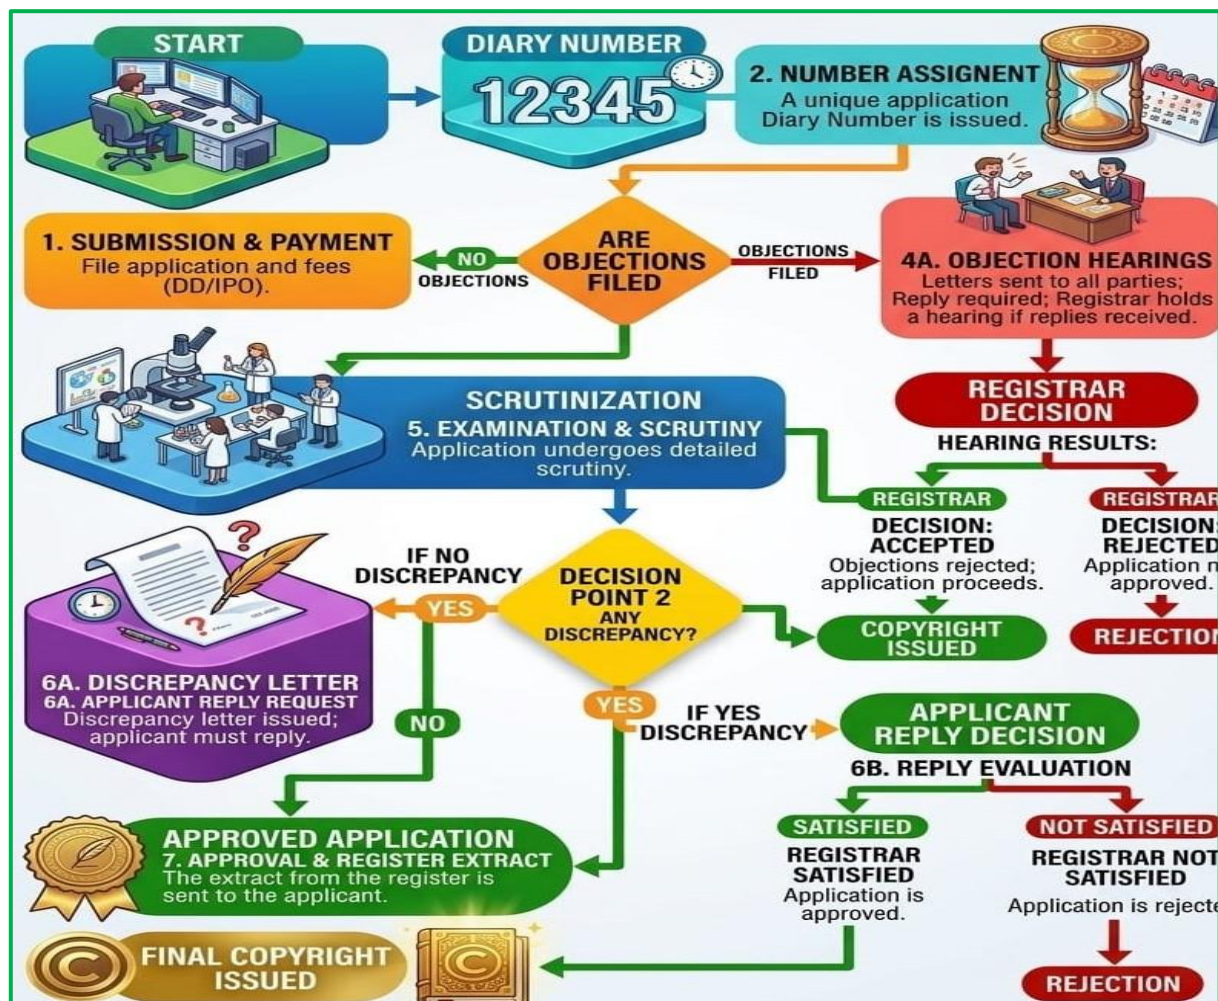 START
DIARY NUMBER
12345
2. NUMBER ASSIGNENT
A unique application
Diary Number is issued.
1. SUBMISSION & PAYMENT
File application and fees
(DD/IPO).
NO
OBJECTIONS
ARE
OBJECTIONS
FILED
OBJECTIONS
FILED
4A. OBJECTION HEARINGS
Letters sent to all parties;
Reply required; Registrar holds
a hearing if replies received.
REGISTRAR
DECISION
HEARING RESULTS:
SCRUTINIZATION
5. EXAMINATION & SCRUTINY
Application undergoes detailed
scrutiny.
REGISTRAR
DECISION:
ACCEPTED
Objections rejected;
application proceeds.
COPYRIGHT
ISSUED
REGISTRAR
DECISION:
REJECTED
Application n
approved.
REJECTION
IF NO
DISCREPANCY
YES
DECISION
POINT 2
ANY
DISCREPANCY?
6A. DISCREPANCY LETTER
6A. APPLICANT REPLY REQUEST
Discrepancy letter issued;
applicant must reply.
NO
YES
IF YES
DISCREPANCY
APPLICANT
REPLY DECISION
6B. REPLY EVALUATION
SATISFIED
REGISTRAR
SATISFIED
Application is
approved.
NOT SATISFIED
REGISTRAR NOT
SATISFIED
Application is rejecte
REJECTION
APPROVED APPLICATION
7. APPROVAL & REGISTER EXTRACT
The extract from the register is
sent to the applicant.
FINAL COPYRIGHT
ISSUED